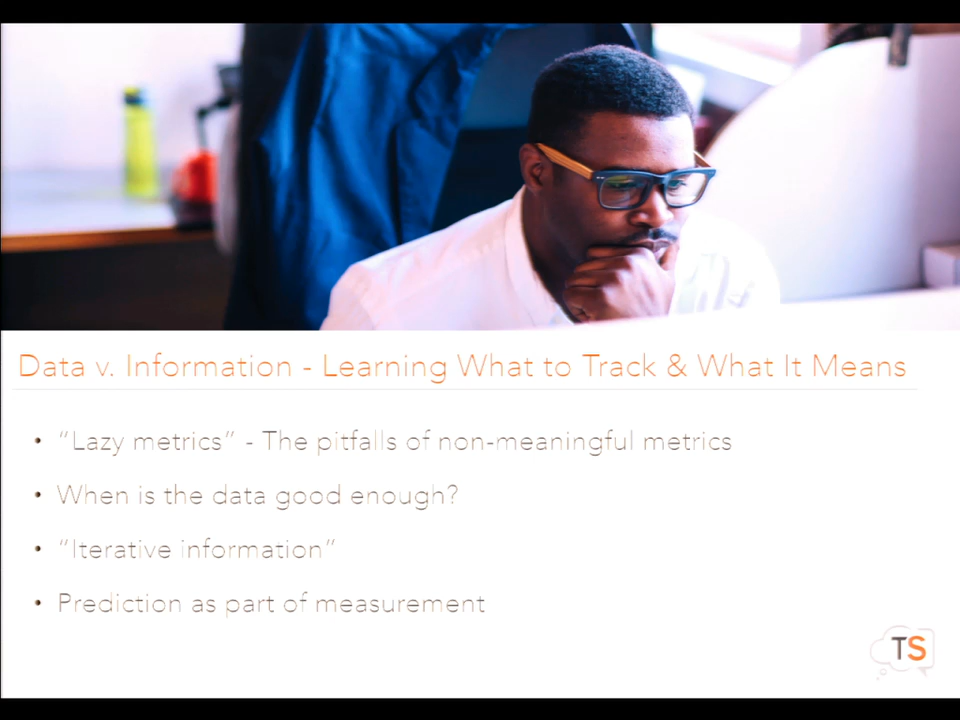 Data v. Information - Learning What to Track & What It Means
• “Lazy metrics” - The pitfalls of non-meaningful metrics
• When is the data good enough?
• “Iterative information”
• Prediction as part of measurement
TS